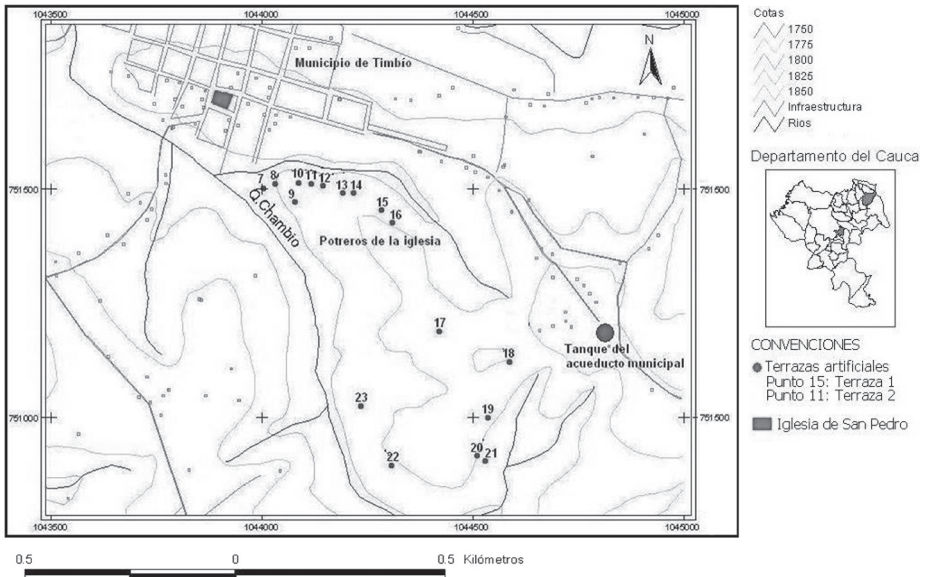 1043500
1044000
1044500
1045000
N
Municipio de Timbío
751500
751500
7
8
10
11
12
13
14
9
15
16
Q. Chambio
Potreros de la iglesia
17
18
Tanque del
acueducto municipal
23
19
20
21
22
751000
751500
1043500
1044000
1044500
1045000
0.5
0
0.5 Kilómetros
Cotas
1750
1775
1800
1825
1850
Infraestructura
Rios
Departamento del Cauca
CONVENCIONES
Terrazas artificiales
Punto 15: Terraza 1
Punto 11: Terraza 2
Iglesia de San Pedro